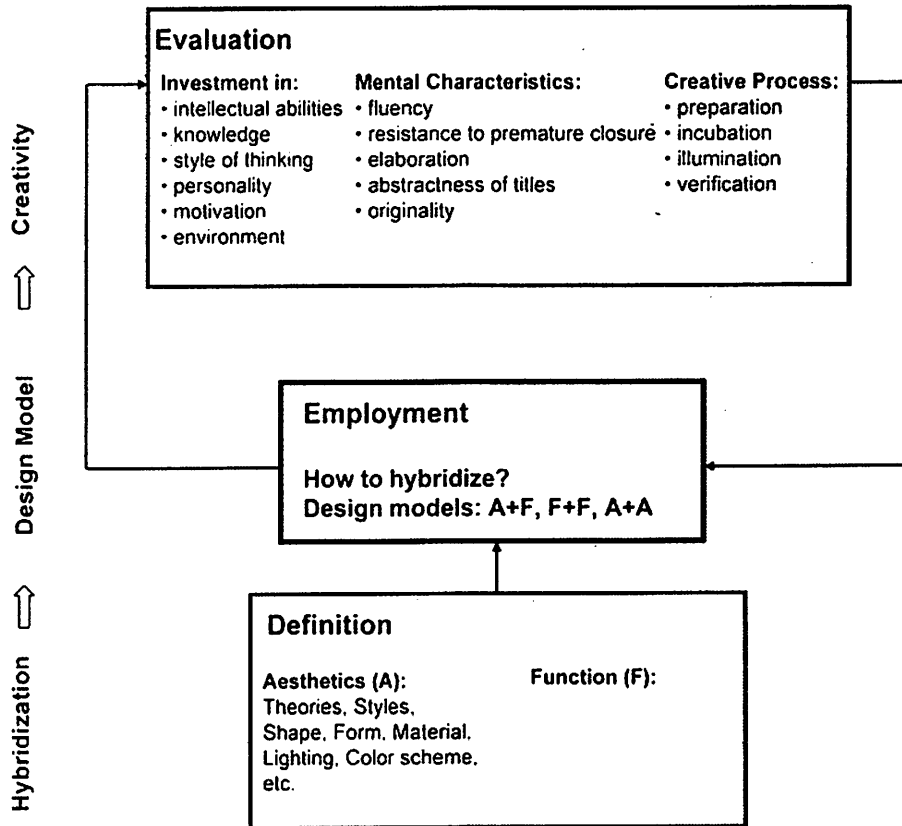 Evaluation
Investment in:
• intellectual abilities
• knowledge
• style of thinking
• personality
• motivation
• environment
Mental Characteristics:
• fluency
• resistance to premature closure
• elaboration
• abstractness of titles
• originality
Creative Process:
• preparation
• incubation
• illumination
• verification
Employment
How to hybridize?
Design models: A+F, F+F, A+A
Definition
Aesthetics (A):
Theories, Styles,
Shape, Form, Material,
Lighting, Color scheme,
etc.
Function (F):
Hybridization
Design Model
Creativity